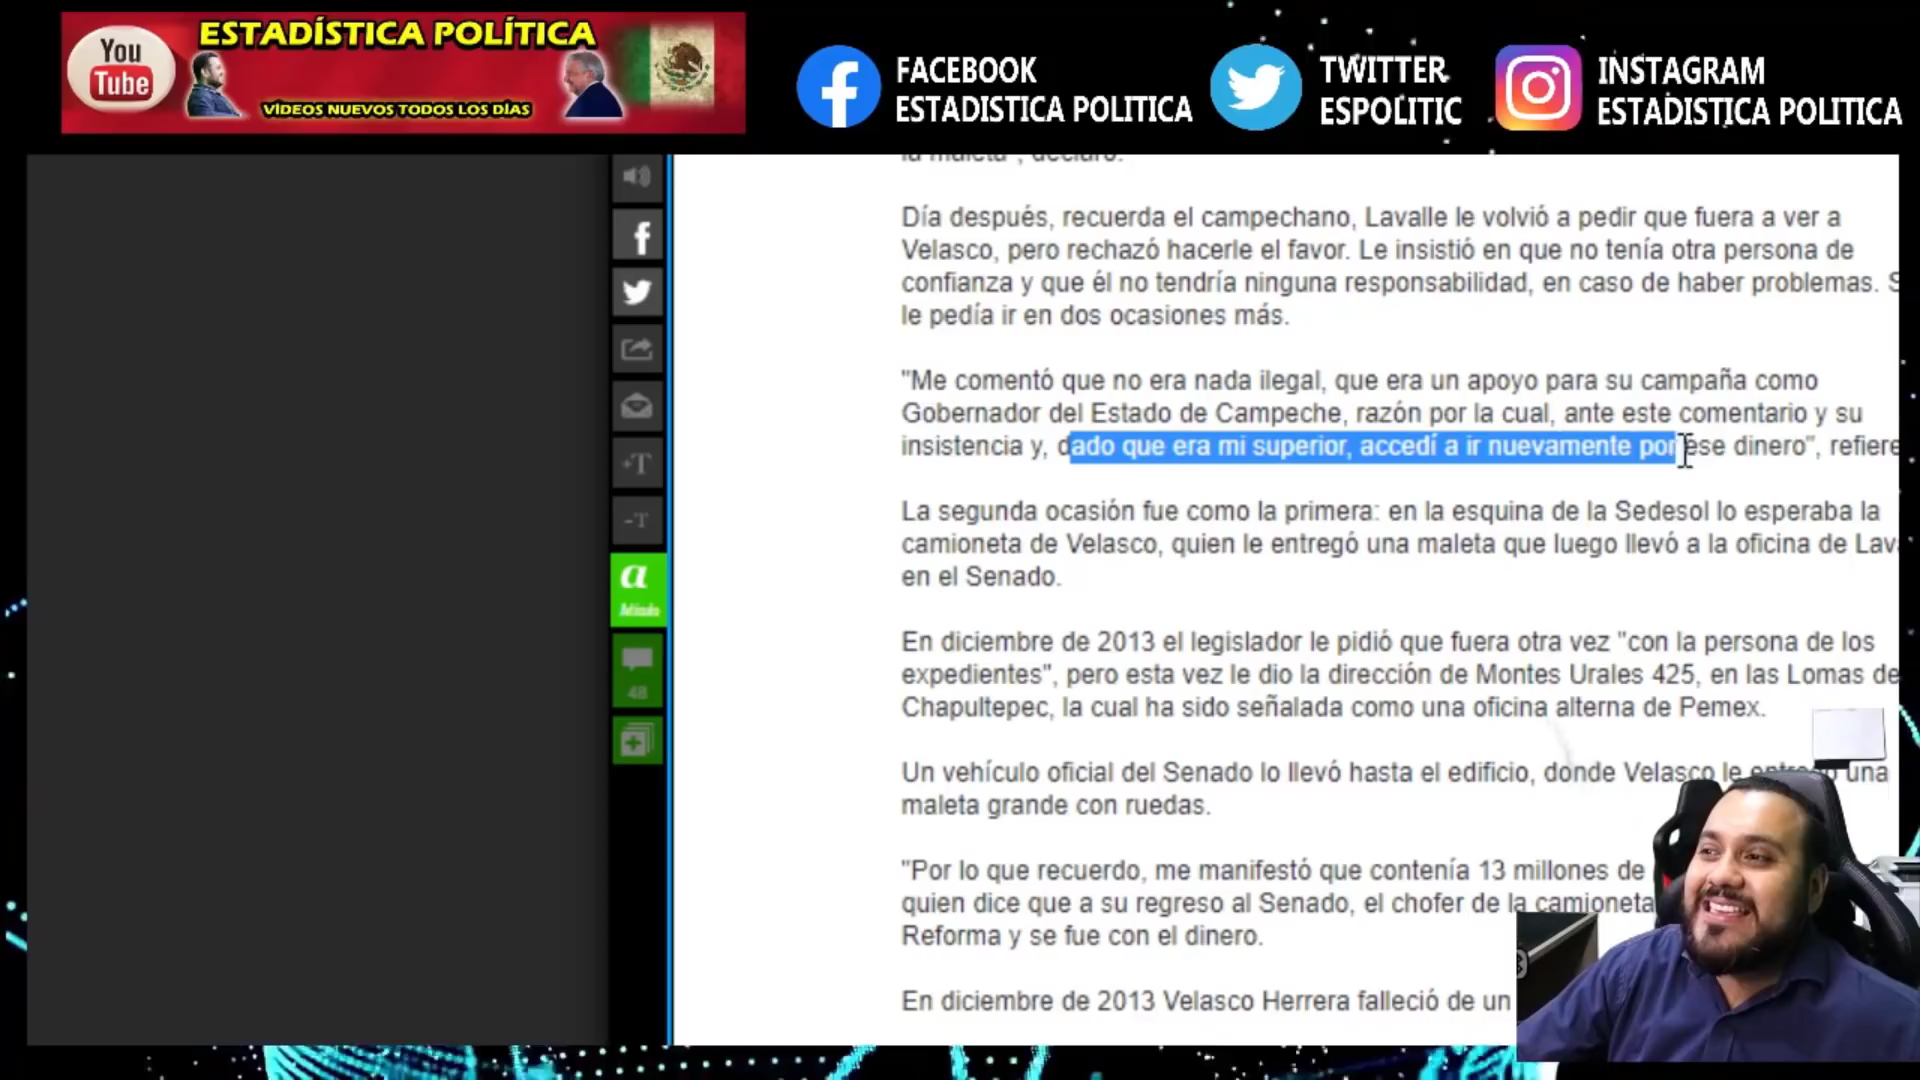 You
Tube
ESTADÍSTICA POLÍTICA
VÍDEOS NUEVOS TODOS LOS DÍAS
FACEBOOK
ESTADISTICA POLITICA
TWITTER
ESPOLITIC
INSTAGRAM
ESTADISTICA POLITICA
la maleta", declaró.
Día después, recuerda el campechano, Lavalle le volvió a pedir que fuera a ver a
Velasco, pero rechazó hacerle el favor. Le insistió en que no tenía otra persona de
confianza y que él no tendría ninguna responsabilidad, en caso de haber problemas. S
le pedía ir en dos ocasiones más.
"Me comentó que no era nada ilegal, que era un apoyo para su campaña como
Gobernador del Estado de Campeche, razón por la cual, ante este comentario y su
insistencia y, dado que era mi superior, accedí a ir nuevamente por ese dinero", refiere
La segunda ocasión fue como la primera: en la esquina de la Sedesol lo esperaba la
camioneta de Velasco, quien le entregó una maleta que luego llevó a la oficina de Lava
en el Senado.
En diciembre de 2013 el legislador le pidió que fuera otra vez "con la persona de los
expedientes", pero esta vez le dio la dirección de Montes Urales 425, en las Lomas de
Chapultepec, la cual ha sido señalada como una oficina alterna de Pemex.
Un vehículo oficial del Senado lo llevó hasta el edificio, donde Velasco le entregó una
maleta grande con ruedas.
"Por lo que recuerdo, me manifestó que contenía 13 millones de
quien dice que a su regreso al Senado, el chofer de la camioneta
Reforma y se fue con el dinero.
En diciembre de 2013 Velasco Herrera falleció de un
+T
-T
a
Artículo
48